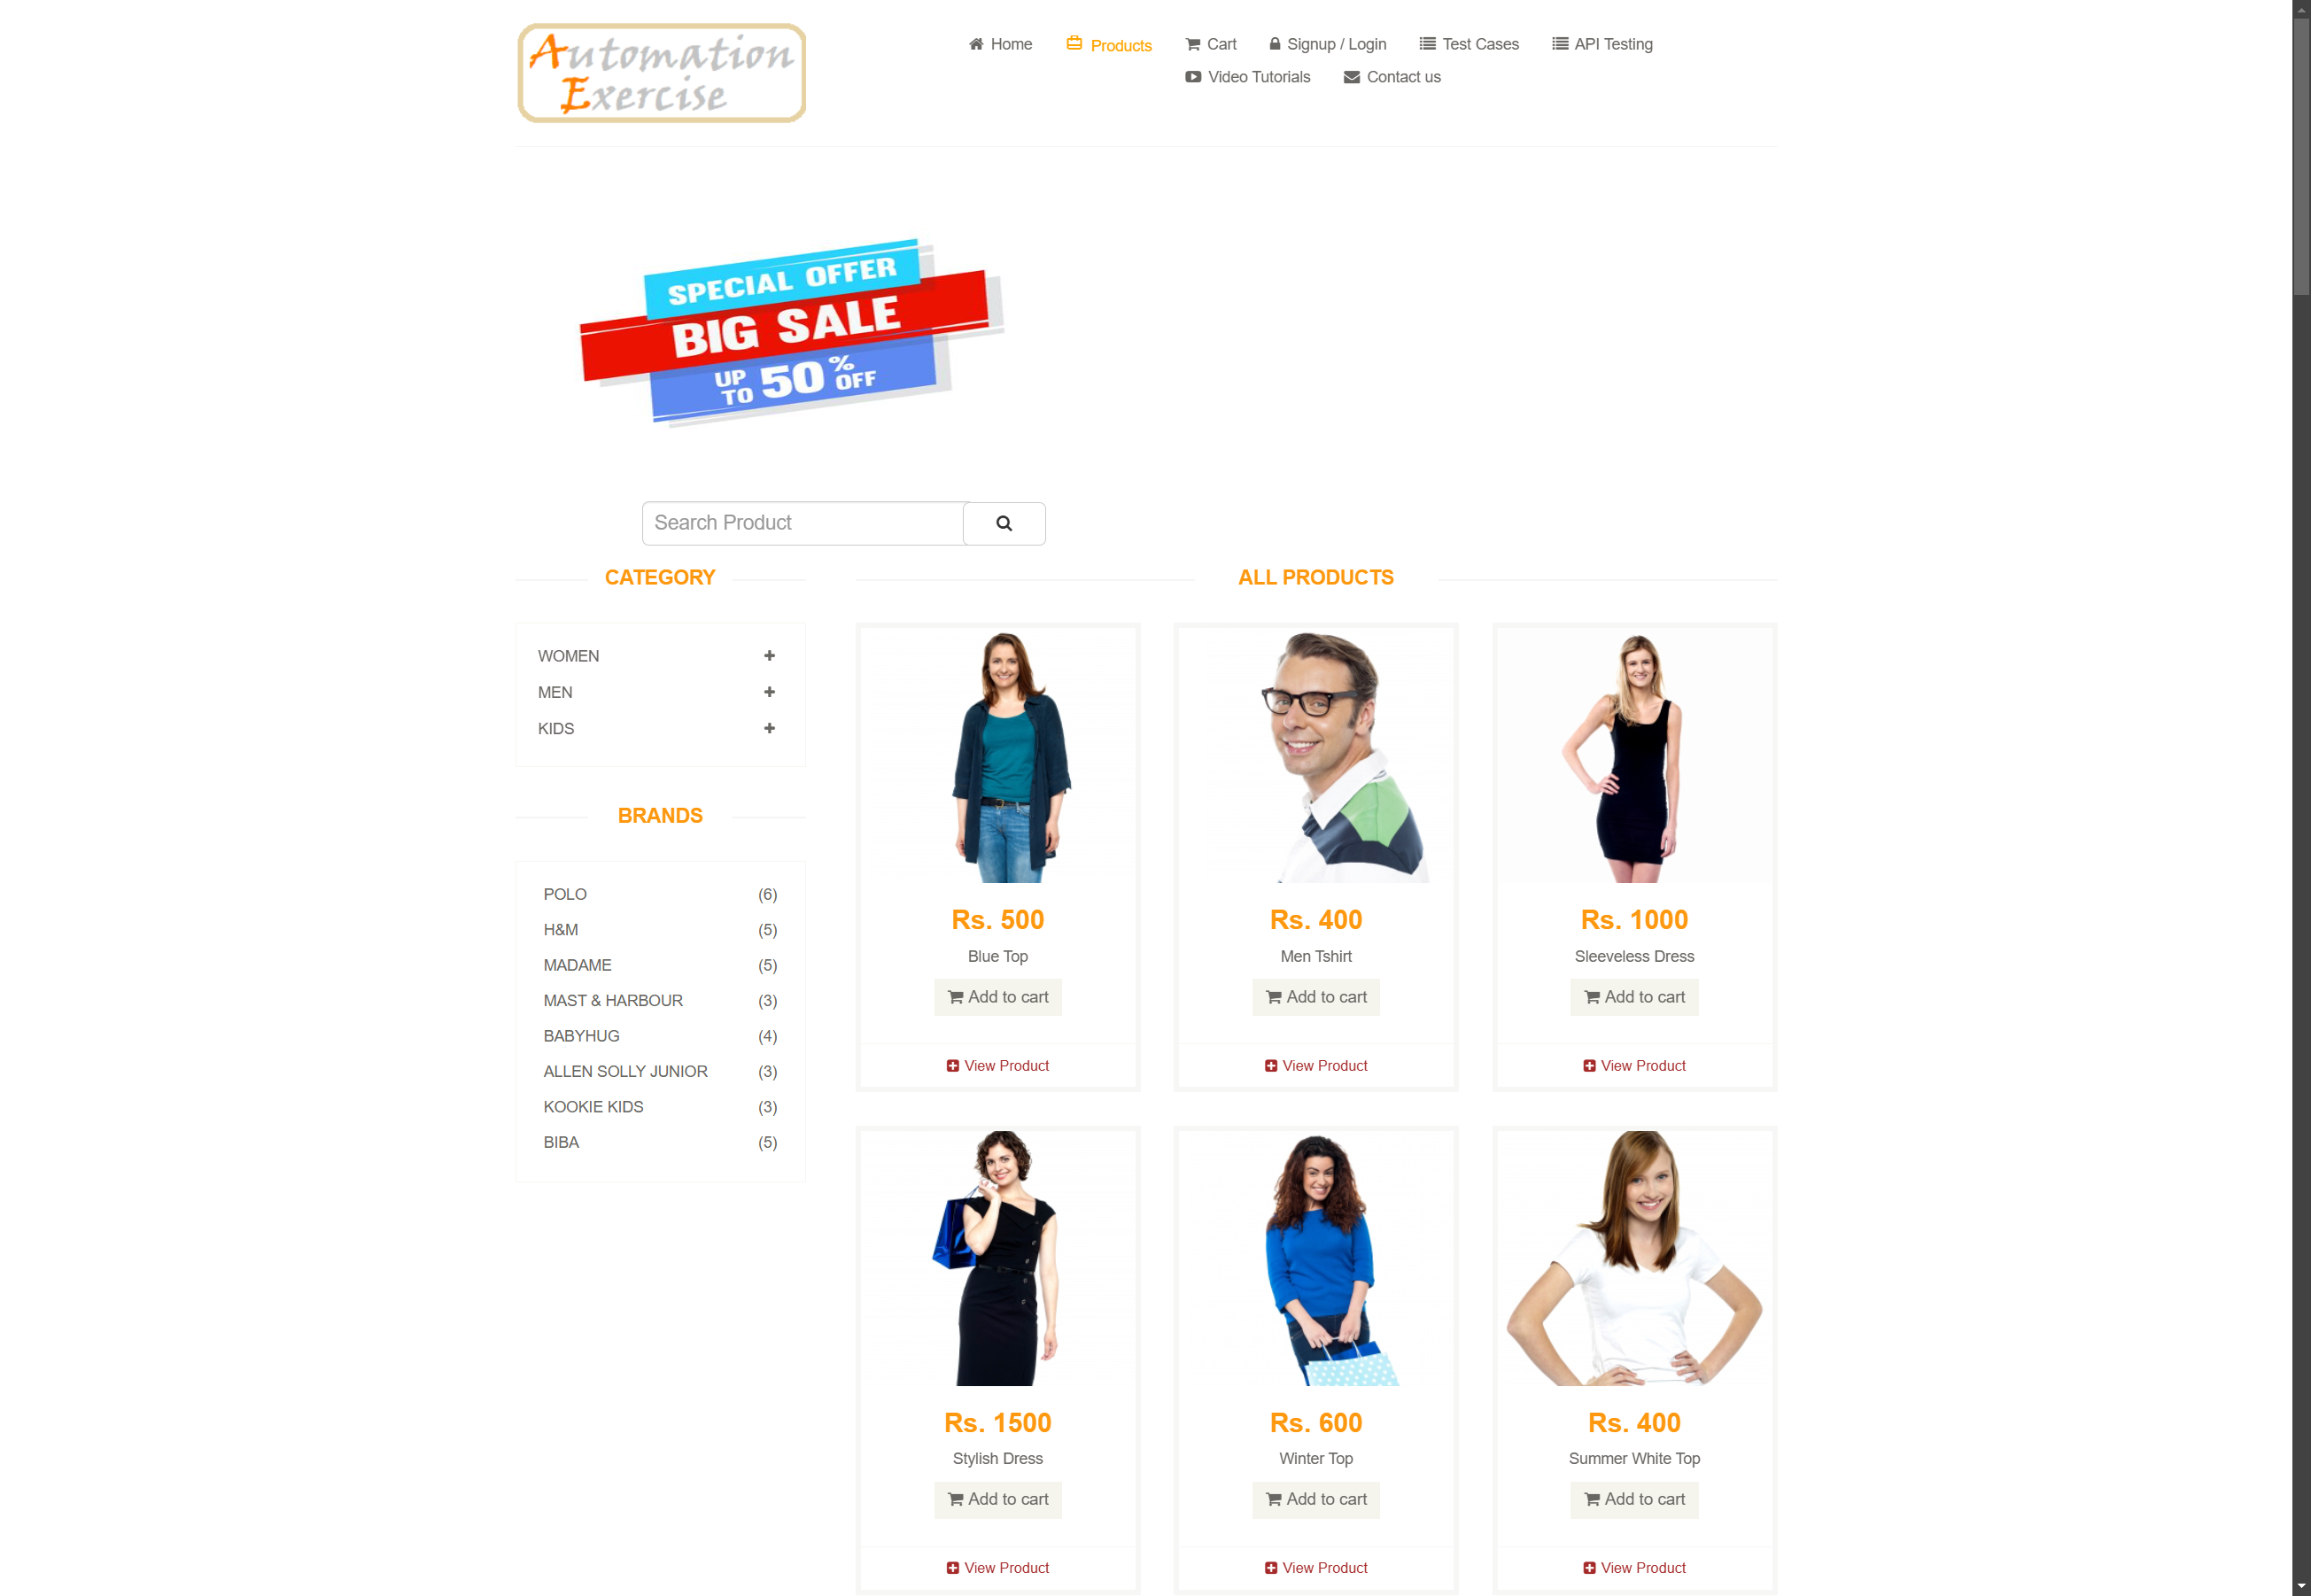 Automation
Exercise
Home Products Cart Signup / Login Test Cases API Testing
Video Tutorials Contact us
SPECIAL OFFER
BIG SALE
UP TO 50% OFF
Search Product
CATEGORY
WOMEN
MEN
KIDS
BRANDS
POLO (6)
H&M (5)
MADAME (5)
MAST & HARBOUR (3)
BABYHUG (4)
ALLEN SOLLY JUNIOR (3)
KOOKIE KIDS (3)
BIBA (5)
ALL PRODUCTS
Rs. 500
Blue Top
Add to cart
View Product
Rs. 400
Men Tshirt
Add to cart
View Product
Rs. 1000
Sleeveless Dress
Add to cart
View Product
Rs. 1500
Stylish Dress
Add to cart
View Product
Rs. 600
Winter Top
Add to cart
View Product
Rs. 400
Summer White Top
Add to cart
View Product